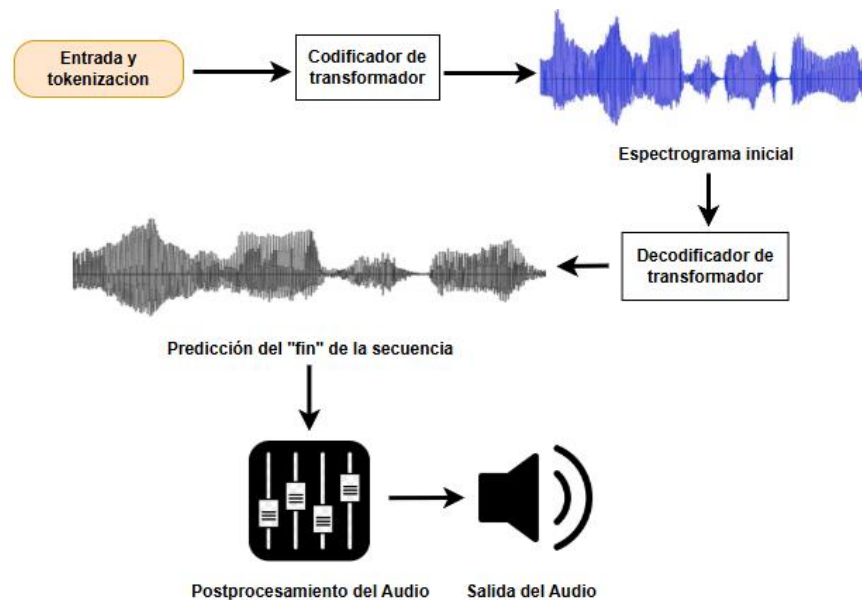 Entrada y
tokenizacion
Codificador de
transformador
Espectrograma inicial
Decodificador de
transformador
Predicción del "fin" de la secuencia
Postprocesamiento del Audio
Salida del Audio